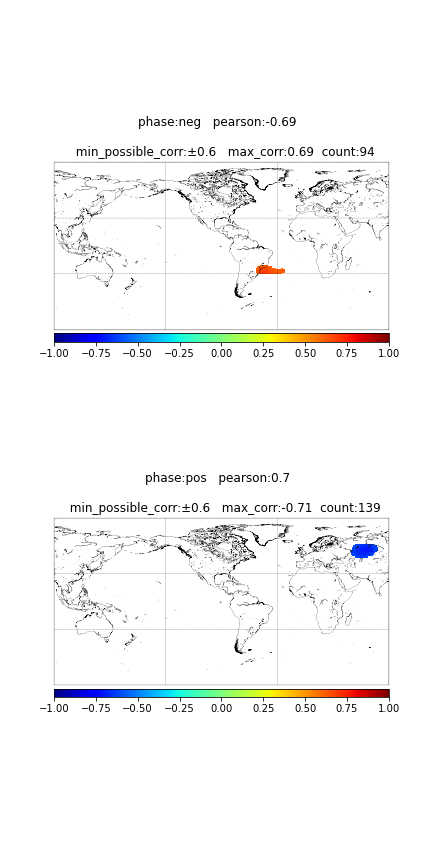 phase:neg   pearson:-0.69
min_possible_corr:±0.6   max_corr:0.69  count:94
−1.00 −0.75 −0.50 −0.25 0.00 0.25 0.50 0.75 1.00
phase:pos   pearson:0.7
min_possible_corr:±0.6   max_corr:-0.71  count:139
−1.00 −0.75 −0.50 −0.25 0.00 0.25 0.50 0.75 1.00